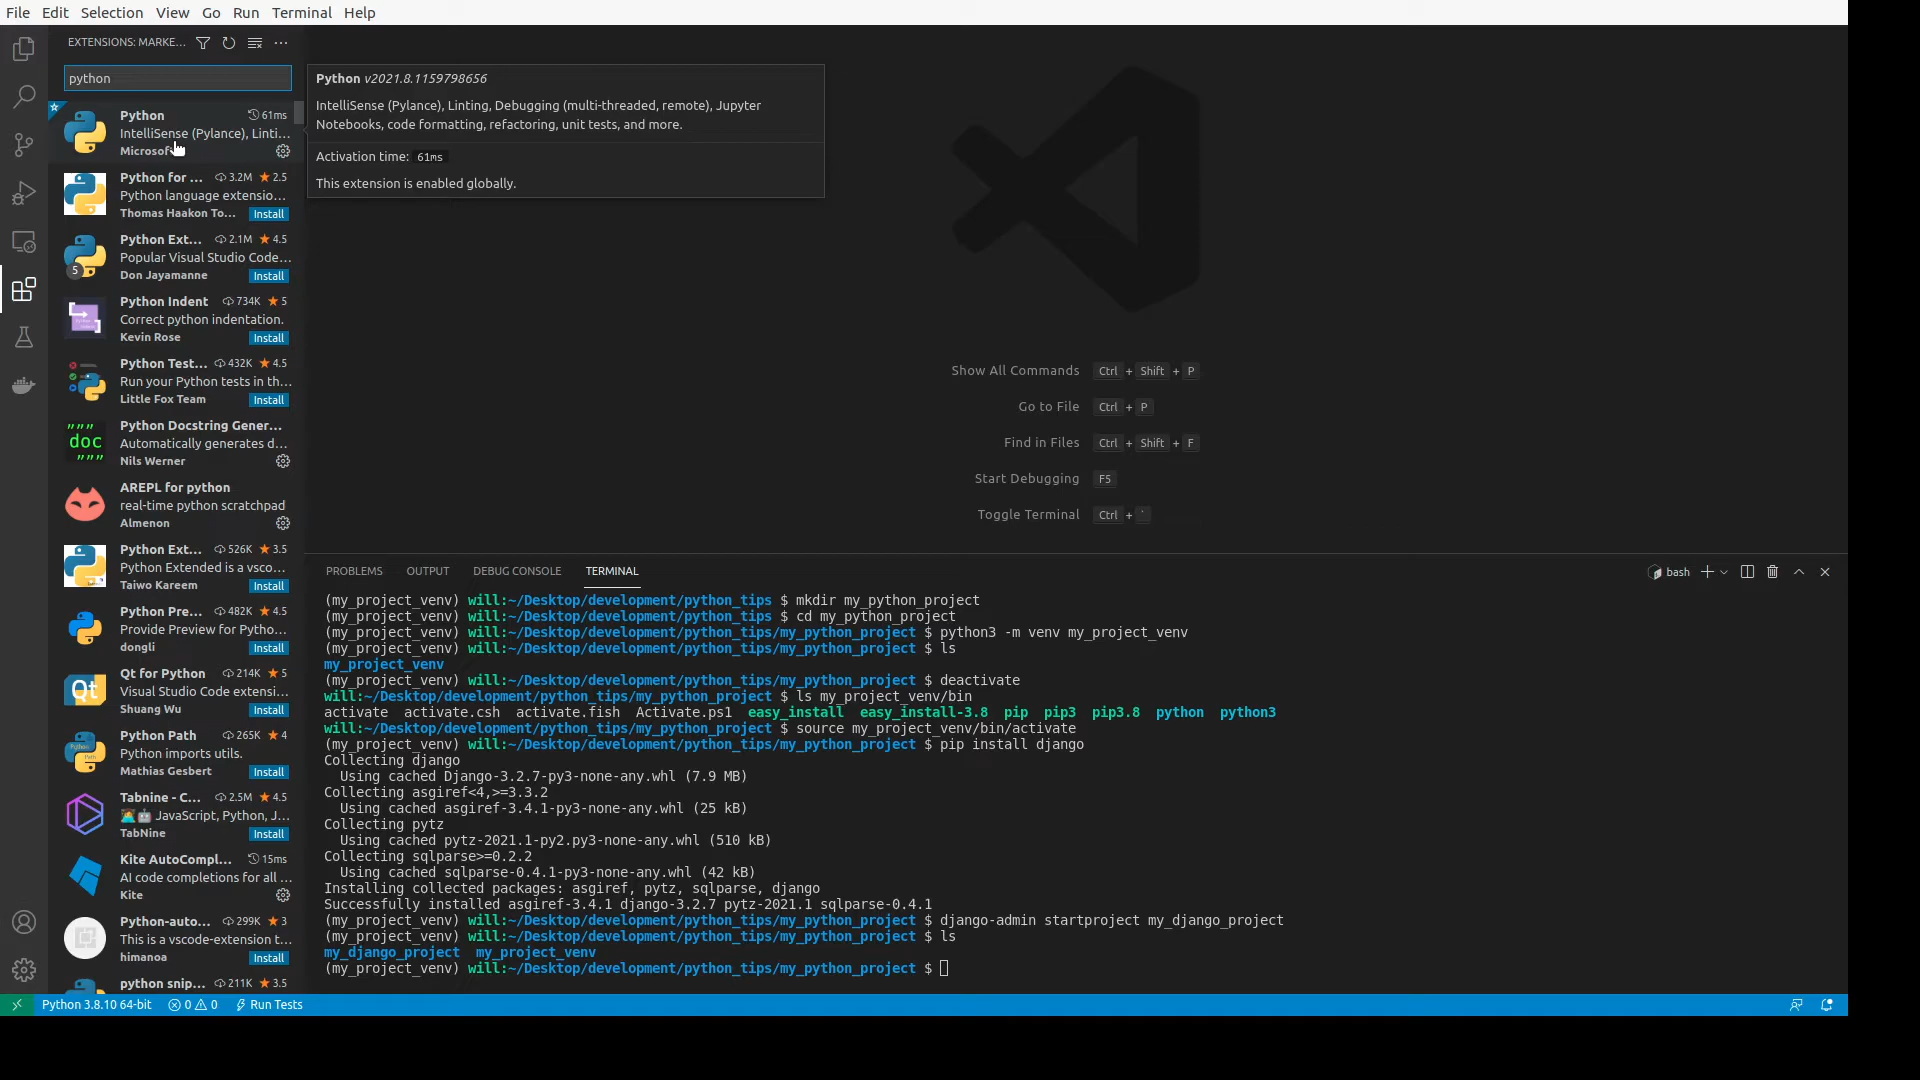 File Edit Selection View Go Run Terminal Help
EXTENSIONS: MARKE...
python
Python 61ms
IntelliSense (Pylance), Linti...
Microsoft
Python for ... 3.2M 2.5
Python language extensio...
Thomas Haakon To... Install
Python Ext... 2.1M 4.5
Popular Visual Studio Code...
5
Don Jayamanne Install
Python Indent 734K 5
Correct python indentation.
Kevin Rose Install
Python Test... 432K 4.5
Run your Python tests in th...
Little Fox Team Install
""" doc """
Python Docstring Gener...
Automatically generates d...
Nils Werner
AREPL for python
real-time python scratchpad
Almenon
Python Ext... 526K 3.5
Python Extended is a vsco...
Taiwo Kareem Install
Python Pre... 482K 4.5
Provide Preview for Pytho...
dongli Install
Qt
Qt for Python 214K 5
Visual Studio Code extensi...
Shuang Wu Install
Python Path 265K 4
Python imports utils.
Mathias Gesbert Install
Tabnine - C... 2.5M 4.5
JavaScript, Python, J...
TabNine Install
Kite AutoCompl... 15ms
AI code completions for all ...
Kite
Python-auto... 299K 3
This is a vscode-extension t...
himanoa Install
python snip... 211K 3.5
Python v2021.8.1159798656
IntelliSense (Pylance), Linting, Debugging (multi-threaded, remote), Jupyter
Notebooks, code formatting, refactoring, unit tests, and more.
Activation time: 61ms
This extension is enabled globally.
Show All Commands Ctrl + Shift + P
Go to File Ctrl + P
Find in Files Ctrl + Shift + F
Start Debugging F5
Toggle Terminal Ctrl + `
PROBLEMS OUTPUT DEBUG CONSOLE TERMINAL bash
(my_project_venv) will:~/Desktop/development/python_tips $ mkdir my_python_project
(my_project_venv) will:~/Desktop/development/python_tips $ cd my_python_project
(my_project_venv) will:~/Desktop/development/python_tips/my_python_project $ python3 -m venv my_project_venv
(my_project_venv) will:~/Desktop/development/python_tips/my_python_project $ ls
my_project_venv
(my_project_venv) will:~/Desktop/development/python_tips/my_python_project $ deactivate
will:~/Desktop/development/python_tips/my_python_project $ ls my_project_venv/bin
activate activate.csh activate.fish Activate.ps1 easy_install easy_install-3.8 pip pip3 pip3.8 python python3
will:~/Desktop/development/python_tips/my_python_project $ source my_project_venv/bin/activate
(my_project_venv) will:~/Desktop/development/python_tips/my_python_project $ pip install django
Collecting django
Using cached Django-3.2.7-py3-none-any.whl (7.9 MB)
Collecting asgiref<4,>=3.3.2
Using cached asgiref-3.4.1-py3-none-any.whl (25 kB)
Collecting pytz
Using cached pytz-2021.1-py2.py3-none-any.whl (510 kB)
Collecting sqlparse>=0.2.2
Using cached sqlparse-0.4.1-py3-none-any.whl (42 kB)
Installing collected packages: asgiref, pytz, sqlparse, django
Successfully installed asgiref-3.4.1 django-3.2.7 pytz-2021.1 sqlparse-0.4.1
(my_project_venv) will:~/Desktop/development/python_tips/my_python_project $ django-admin startproject my_django_project
(my_project_venv) will:~/Desktop/development/python_tips/my_python_project $ ls
my_django_project my_project_venv
(my_project_venv) will:~/Desktop/development/python_tips/my_python_project $
Python 3.8.10 64-bit 0 0 Run Tests